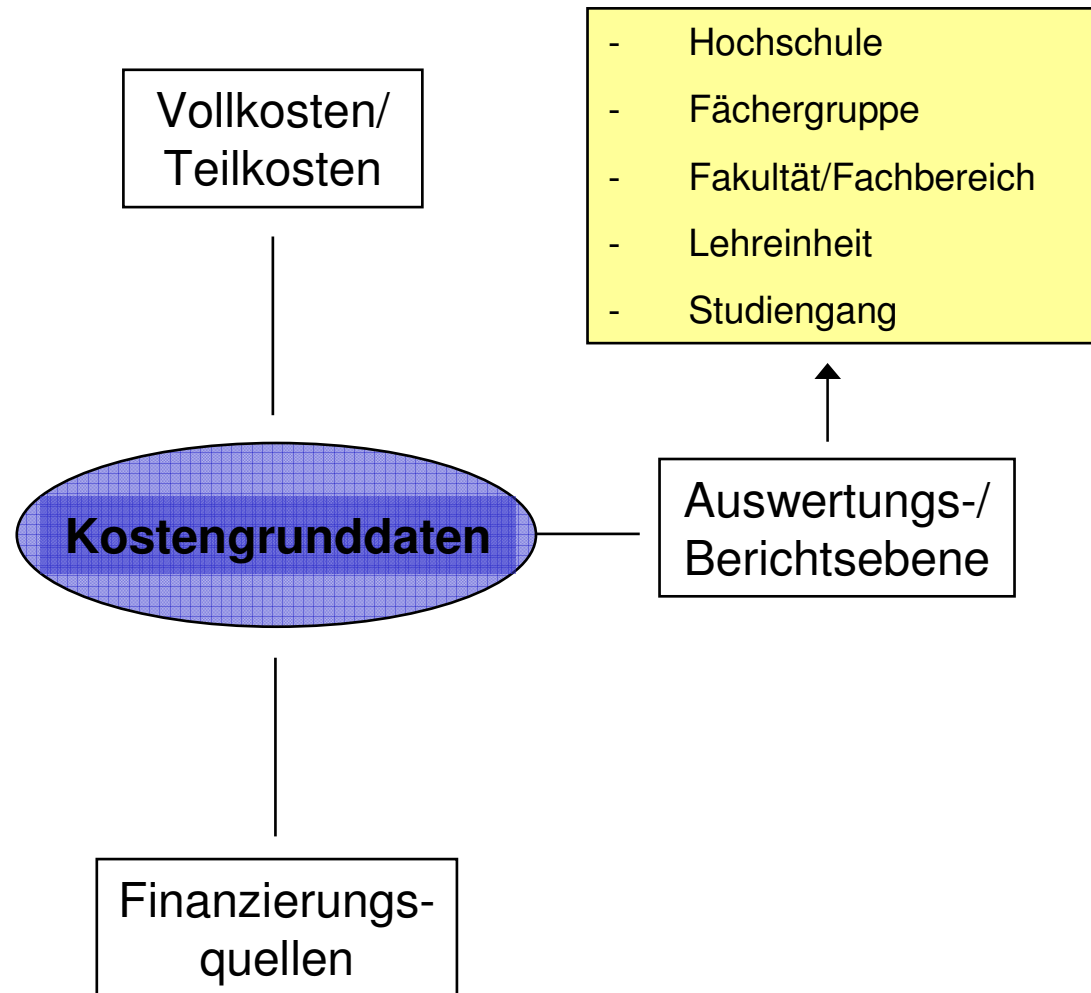 Vollkosten/
Teilkosten
- Hochschule
- Fächergruppe
- Fakultät/Fachbereich
- Lehreinheit
- Studiengang
Kostengrunddaten
Auswertungs-/
Berichtsebene
Finanzierungs-
quellen